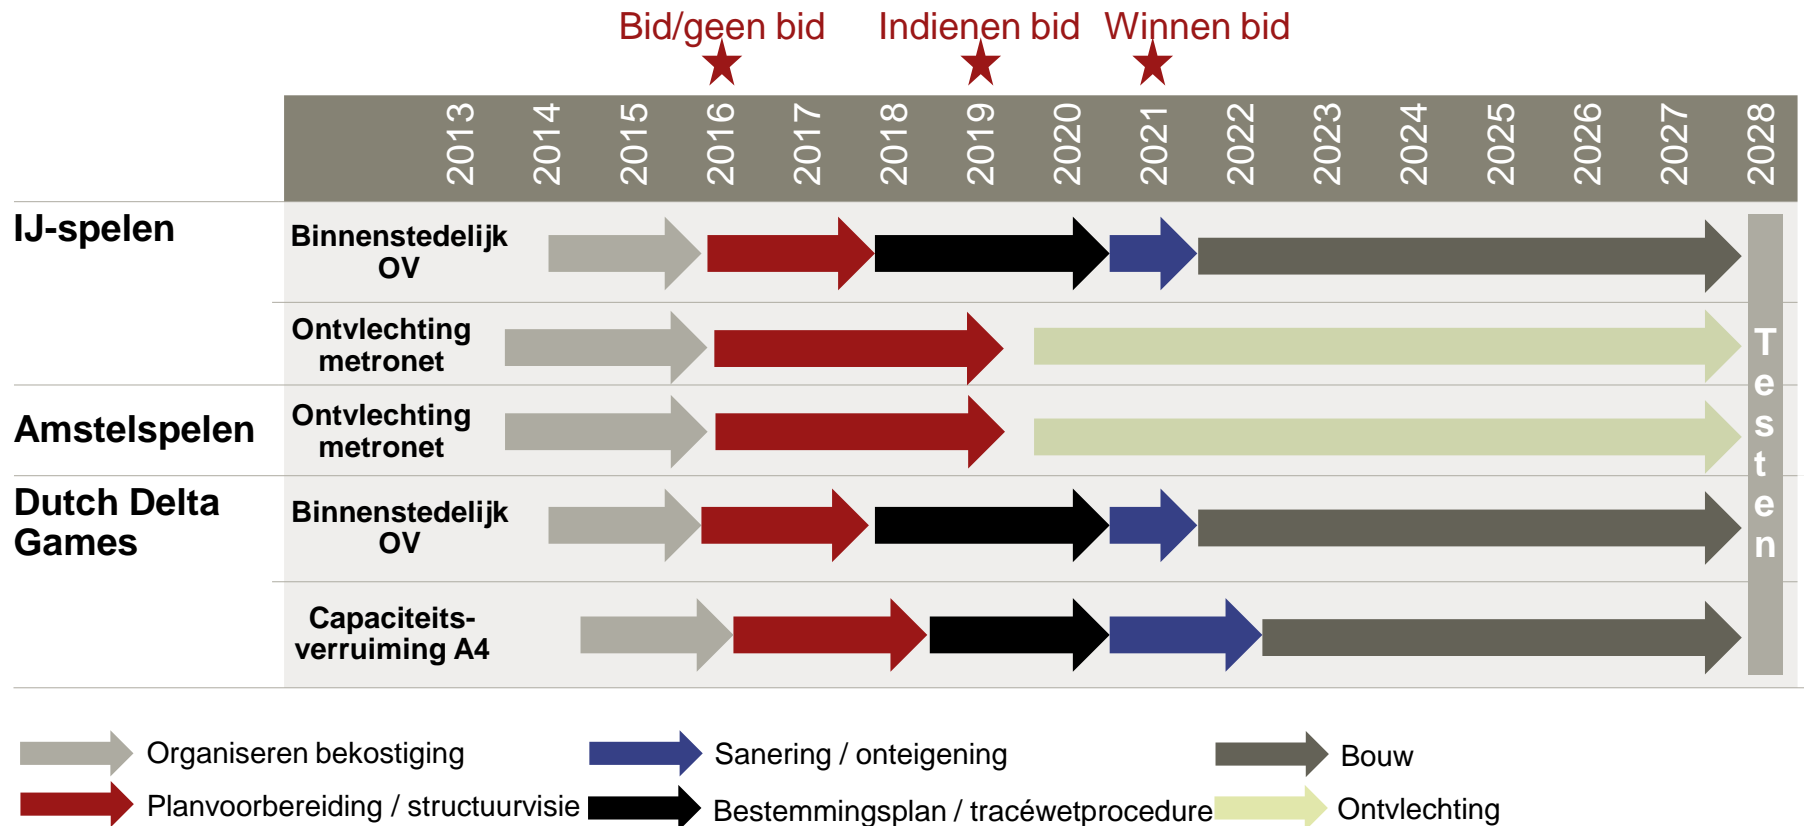 Bid/geen bid Indienen bid Winnen bid
2013 2014 2015 2016 2017 2018 2019 2020 2021 2022 2023 2024 2025 2026 2027 2028
IJ-spelen
Binnenstedelijk
OV
Ontvlechting
metronet
Amstelspelen
Ontvlechting
metronet
Dutch Delta
Games
Binnenstedelijk
OV
Capaciteits-
verruiming A4
Testen
Organiseren bekostiging
Sanering / onteigening
Bouw
Planvoorbereiding / structuurvisie
Bestemmingsplan / tracéwetprocedure
Ontvlechting